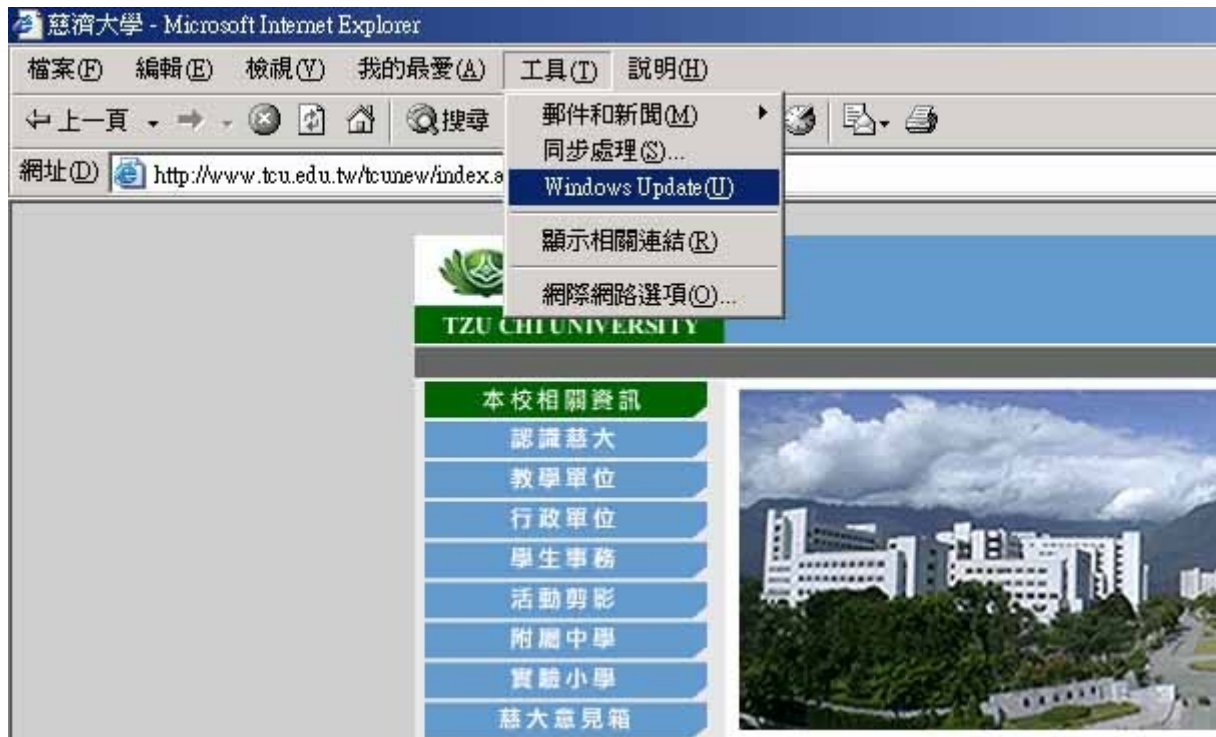 慈濟大學 - Microsoft Internet Explorer
檔案(F) 編輯(E) 檢視(V) 我的最愛(A) 工具(T) 說明(H)
上一頁 搜尋
網址(D) http://www.tcu.edu.tw/tcunew/index.a
郵件和新聞(M)
同步處理(S)...
Windows Update(U)
顯示相關連結(R)
網際網路選項(O)...
TZU CHI UNIVERSITY
本校相關資訊
認識慈大
教學單位
行政單位
學生事務
活動剪影
附屬中學
實驗小學
慈大意見箱